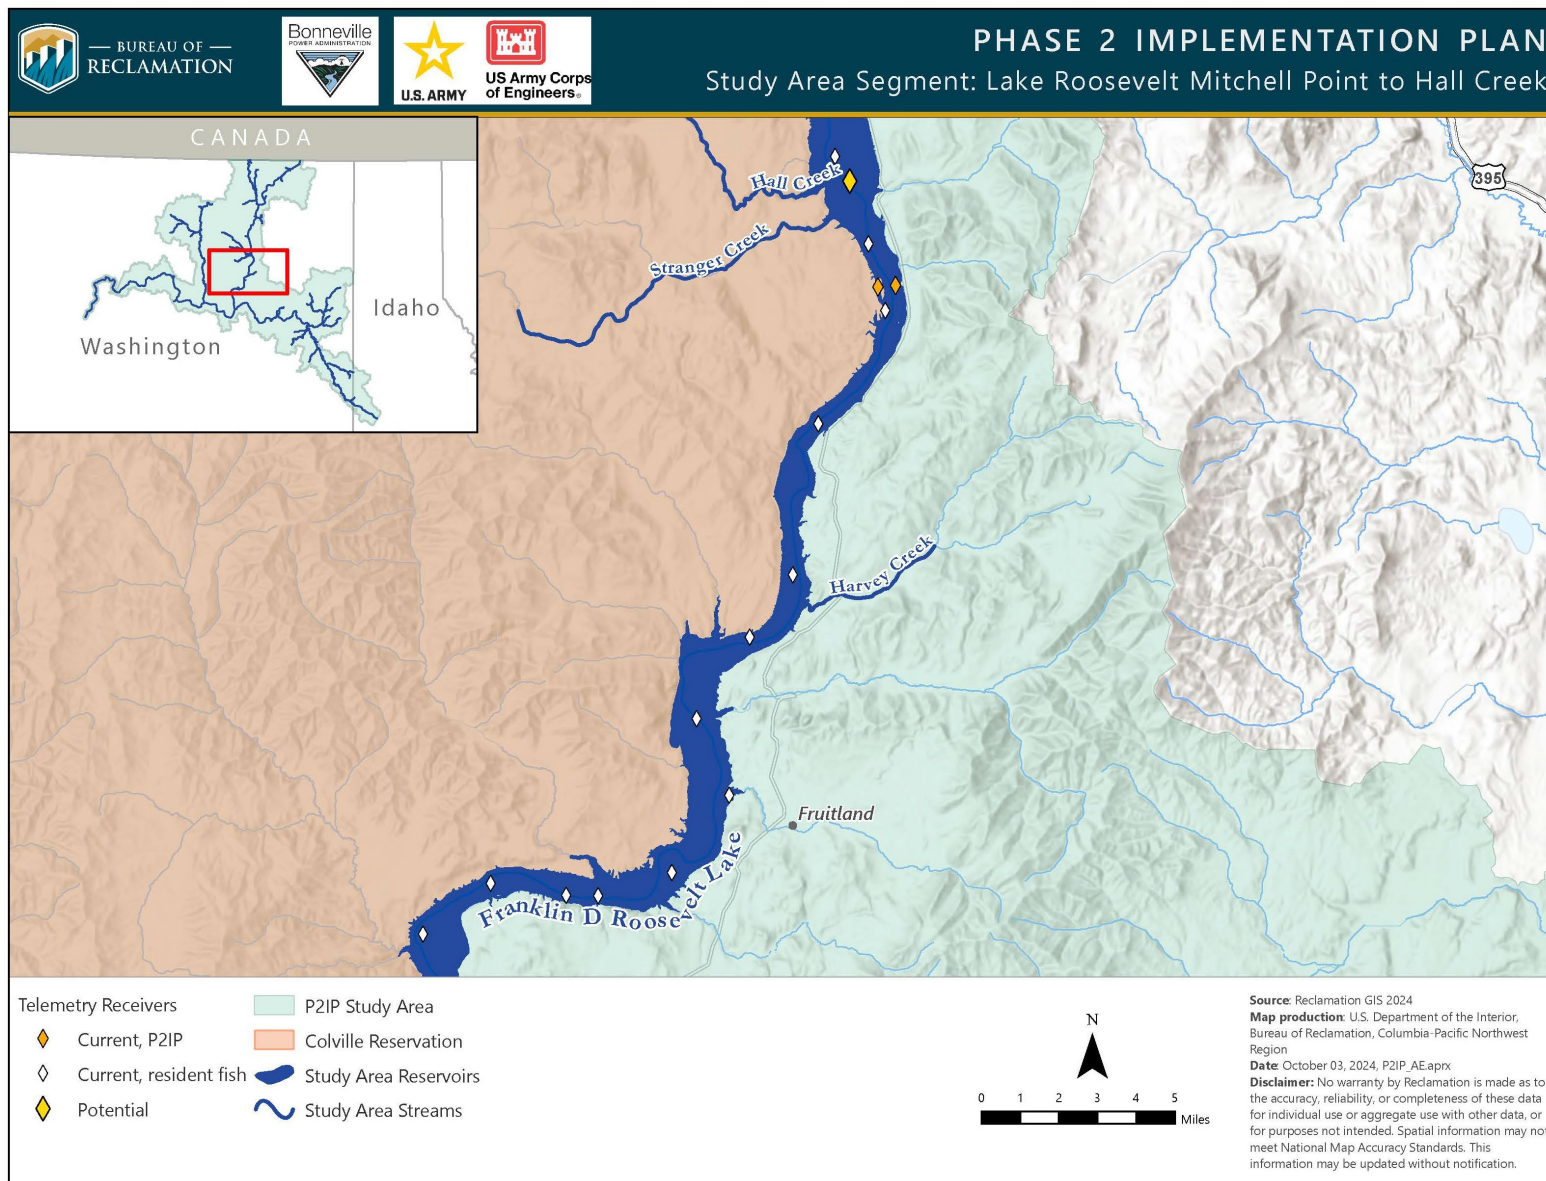 BUREAU OF
RECLAMATION
Bonneville
POWER ADMINISTRATION
U.S. ARMY
US Army Corps
of Engineers®
PHASE 2 IMPLEMENTATION PLAN
Study Area Segment: Lake Roosevelt Mitchell Point to Hall Creek
CANADA
Washington
Idaho
395
Hall Creek
Stranger Creek
Harvey Creek
Fruitland
Franklin D Roosevelt Lake
Telemetry Receivers
Current, P2IP
Current, resident fish
Potential
P2IP Study Area
Colville Reservation
Study Area Reservoirs
Study Area Streams
N
0 1 2 3 4 5
Miles
Source: Reclamation GIS 2024
Map production: U.S. Department of the Interior,
Bureau of Reclamation, Columbia-Pacific Northwest
Region
Date: October 03, 2024, P2IP_AE.aprx
Disclaimer: No warranty by Reclamation is made as to
the accuracy, reliability, or completeness of these data
for individual use or aggregate use with other data, or
for purposes not intended. Spatial information may not
meet National Map Accuracy Standards. This
information may be updated without notification.